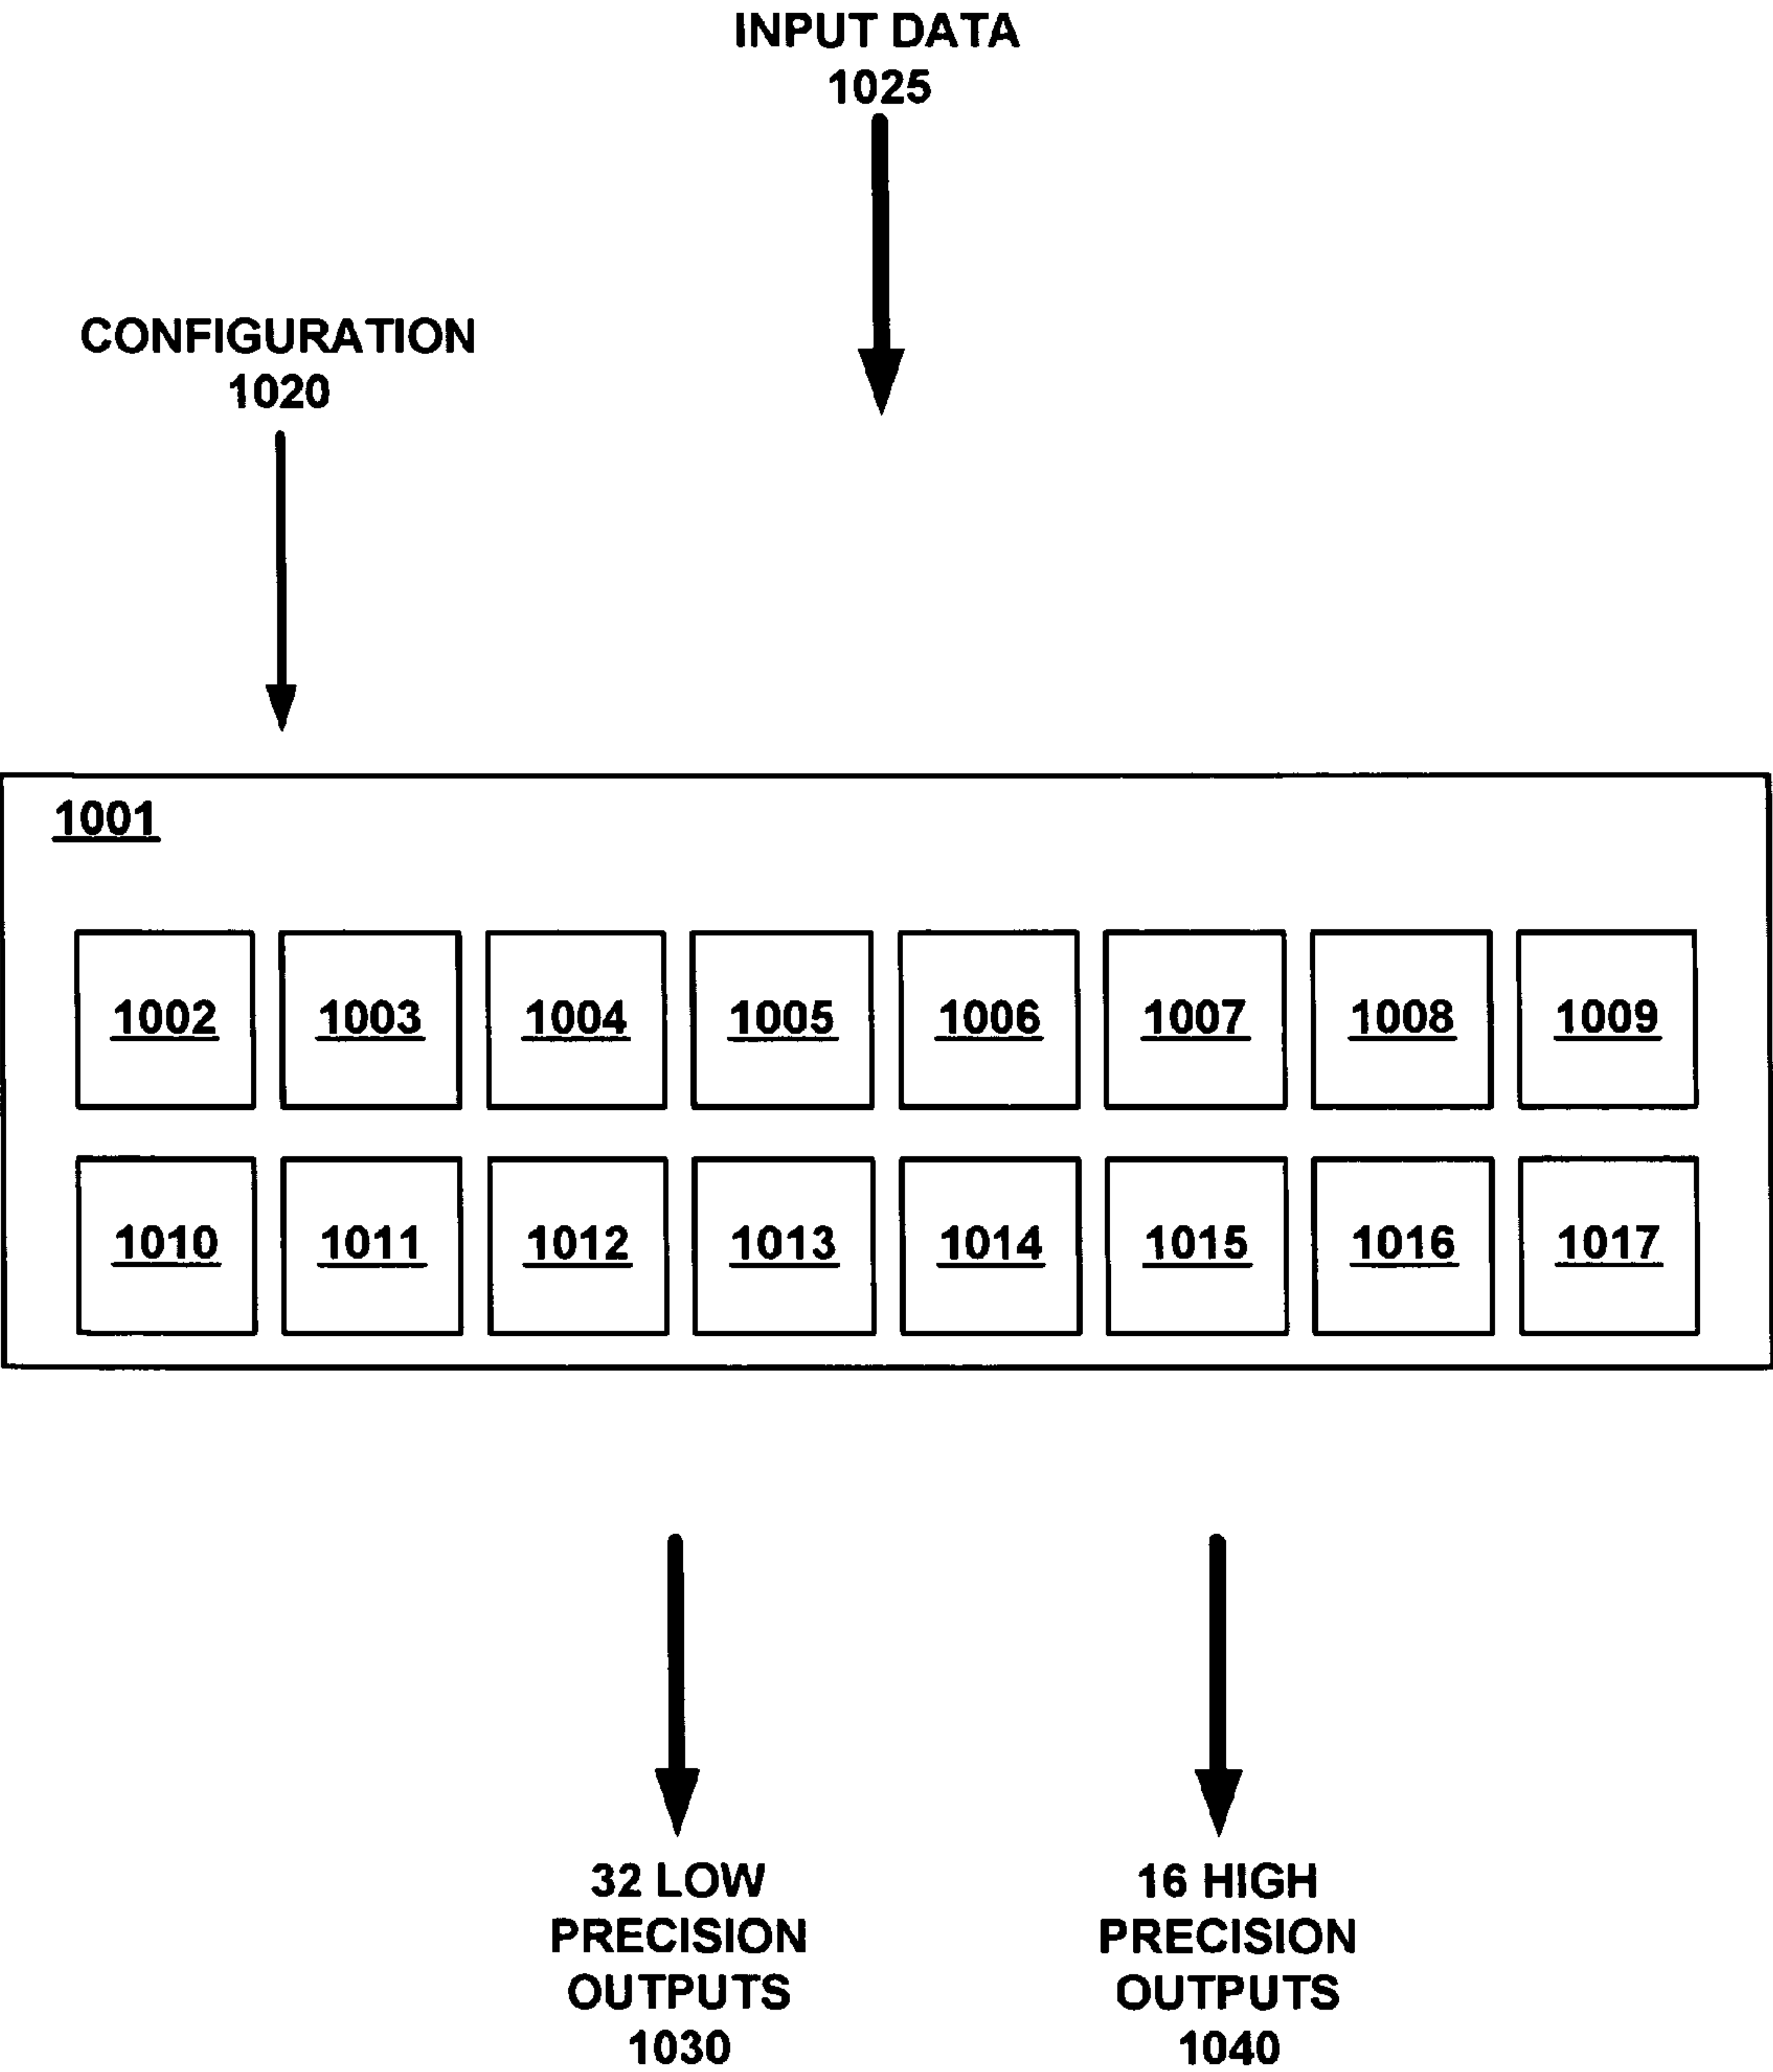 INPUT DATA
1025
CONFIGURATION
1020
1001
1002 1003 1004 1005 1006 1007 1008 1009
1010 1011 1012 1013 1014 1015 1016 1017
32 LOW
PRECISION
OUTPUTS
1030
16 HIGH
PRECISION
OUTPUTS
1040